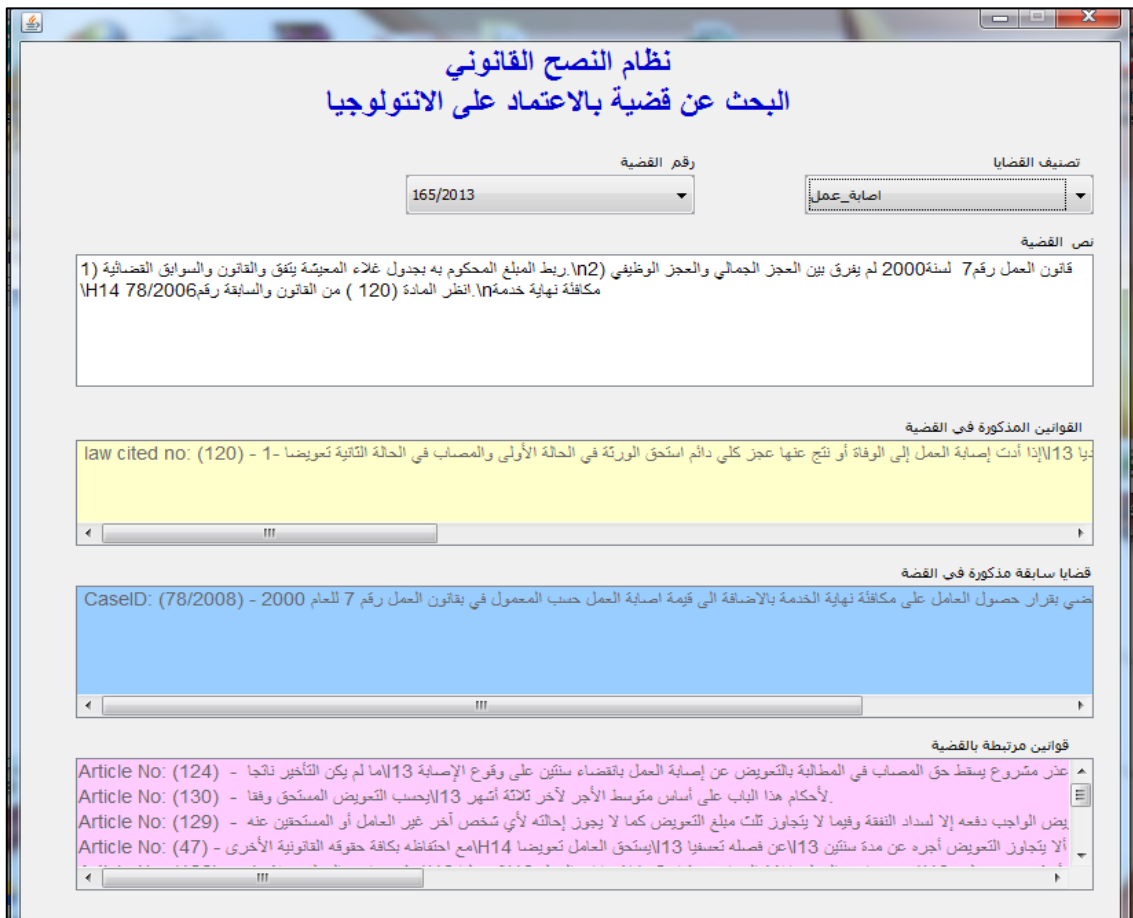 نظام النصح القانوني
البحث عن قضية بالاعتماد على الانتولوجيا
تصنيف القضايا
رقم القضية
اصابة_عمل
165/2013
نص القضية
قانون العمل رقم7 لسنة2000 لم يفرق بين العجز الجمالي والعجز الوظيفي (2n\.ربط المبلغ المحكوم به بجدول غلاء المعيشة يتفق والقانون والسوابق القضائية (1
مكافئة نهاية خدمةn\.انظر المادة (120 ) من القانون والسابقة رقم78/2006 H14\
القوانين المذكورة في القضية
law cited no: (120) - 1- إذا أدت إصابة العمل إلى الوفاة أو نتج عنها عجز كلي دائم استحق الورثة في الحالة الأولى والمصاب في الحالة الثانية تعويضا\l13 ديا
قضايا سابقة مذكورة في القضة
CaseID: (78/2008) - ضي بقرار حصول العامل على مكافئة نهاية الخدمة بالاضافة الى قيمة اصابة العمل حسب المعمول في بقانون العمل رقم 7 للعام 2000
قوانين مرتبطة بالقضية
Article No: (124) - عذر مشروع يسقط حق المصاب في المطالبة بالتعويض عن إصابة العمل بانقضاء سنتين على وقوع الإصابة l13\ما لم يكن التأخير ناتجا
Article No: (130) - .لأحكام هذا الباب على أساس متوسط الأجر لآخر ثلاثة أشهر l13\يحسب التعويض المستحق وفقا
Article No: (129) - يض الواجب دفعه إلا لسداد النفقة وفيما لا يتجاوز ثلث مبلغ التعويض كما لا يجوز إحالته لأي شخص آخر غير العامل أو المستحقين عنه
Article No: (47) - ألا يتجاوز التعويض أجره عن مدة سنتين l13\عن فصله تعسفيا l13\يستحق العامل تعويضا H14\مع احتفاظه بكافة حقوقه القانونية الأخرى